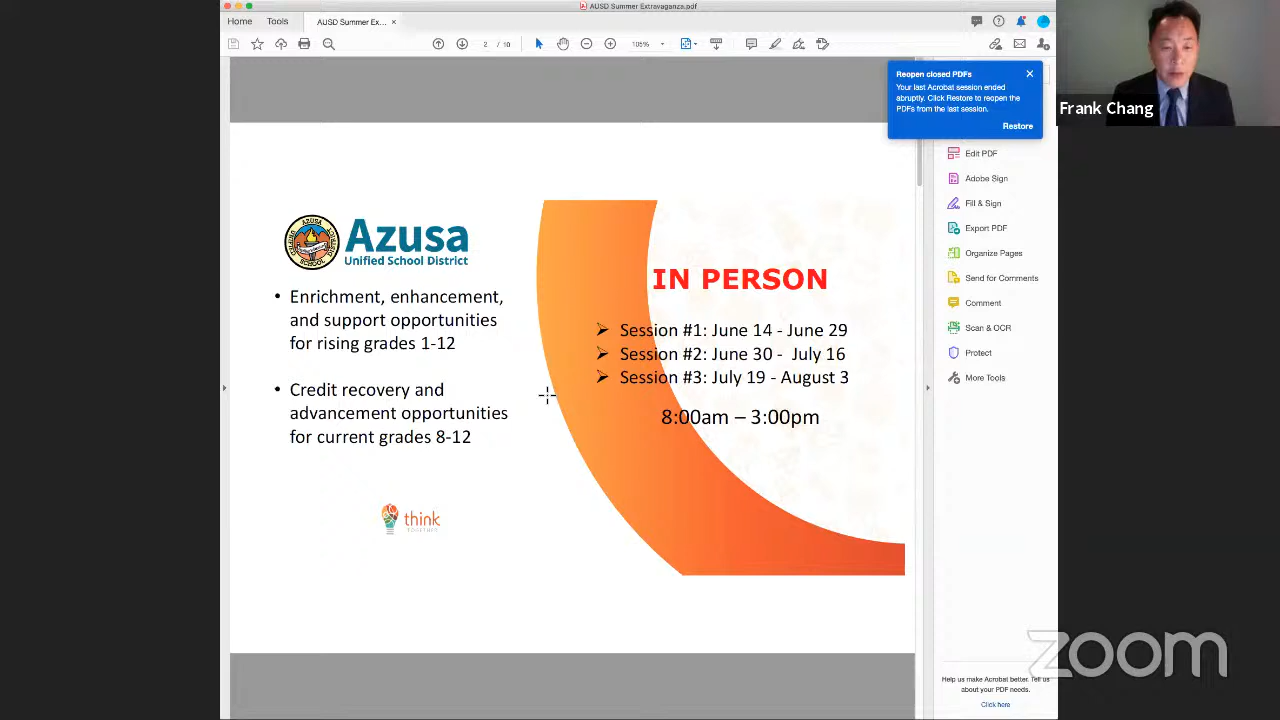 AUSD Summer Extravaganza.pdf
Home
Tools
AUSD Summer Ex...
2 / 10
105%
Reopen closed PDFs
Your last Acrobat session ended
abruptly. Click Restore to reopen the
PDFs from the last session.
Restore
Frank Chang
Edit PDF
Adobe Sign
Fill & Sign
Export PDF
Organize Pages
Send for Comments
Comment
Scan & OCR
Protect
More Tools
Azusa
Unified School District
• Enrichment, enhancement,
and support opportunities
for rising grades 1-12
• Credit recovery and
advancement opportunities
for current grades 8-12
think
TOGETHER
IN PERSON
Session #1: June 14 - June 29
Session #2: June 30 - July 16
Session #3: July 19 - August 3
8:00am – 3:00pm
Help us make Acrobat better. Tell us
about your PDF needs.
Click here
zoom